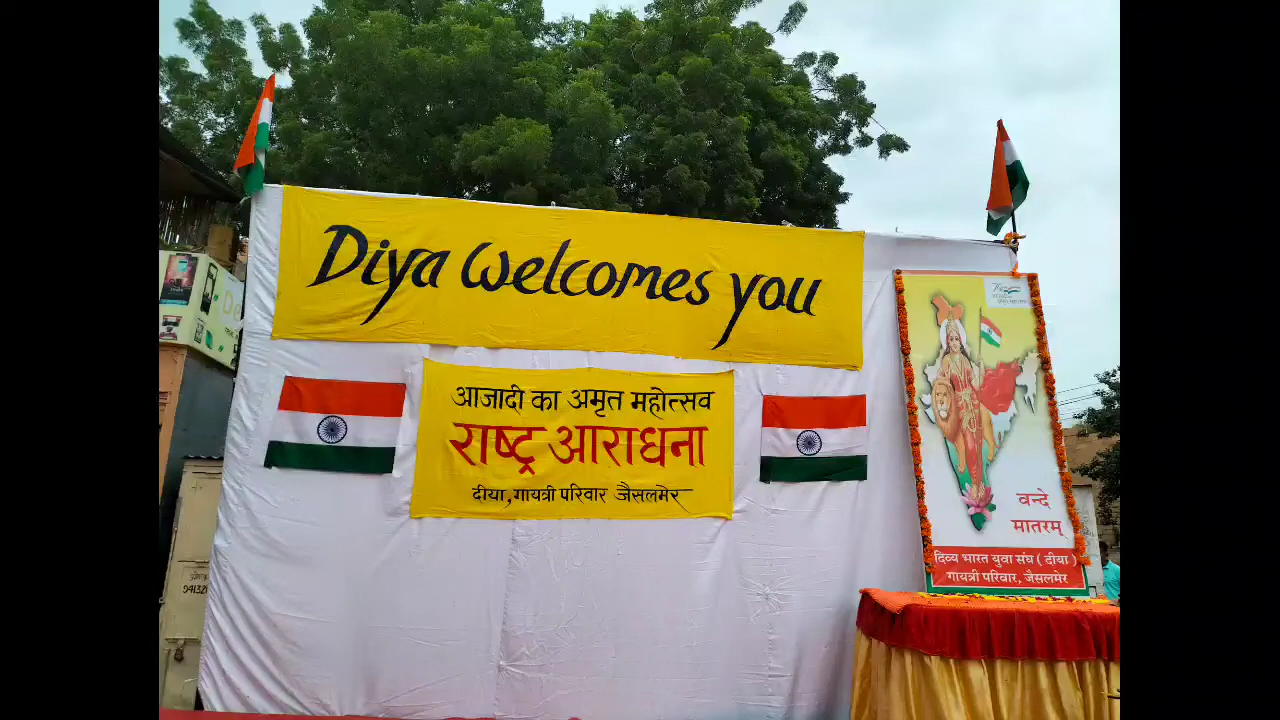 Diya Welcomes you
आजादी का अमृत महोत्सव
राष्ट्र आराधना
दीया, गायत्री परिवार जैसलमेर
वन्दे
मातरम्
दिव्य भारत युवा संघ ( दीया )
गायत्री परिवार, जैसलमेर